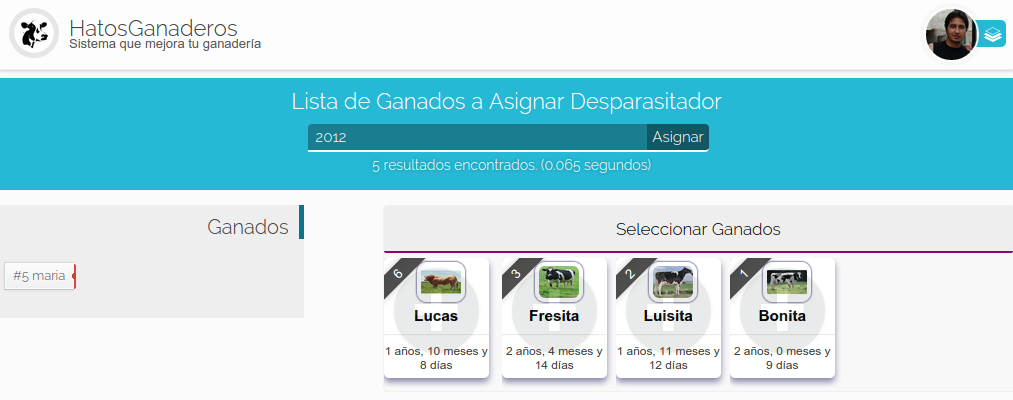 HatosGanaderos
Sistema que mejora tu ganadería
Lista de Ganados a Asignar Desparasitador
2012 Asignar
5 resultados encontrados. (0.065 segundos)
Ganados
#5 maria
Seleccionar Ganados
6
Lucas
1 años, 10 meses y
8 días
3
Fresita
2 años, 4 meses y
14 días
2
Luisita
1 años, 11 meses y
12 días
1
Bonita
2 años, 0 meses y
9 días